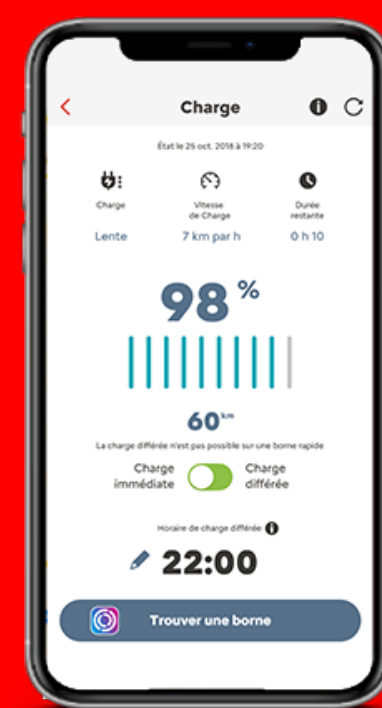 Charge
État le 25 oct. 2018 à 19:20
Charge
Vitesse
de Charge
Durée
restante
Lente
7 km par h
0 h 10
98 %
60 km
La charge différée n'est pas possible sur une borne rapide
Charge
immédiate
Charge
différée
Horaire de charge différée
22:00
Trouver une borne